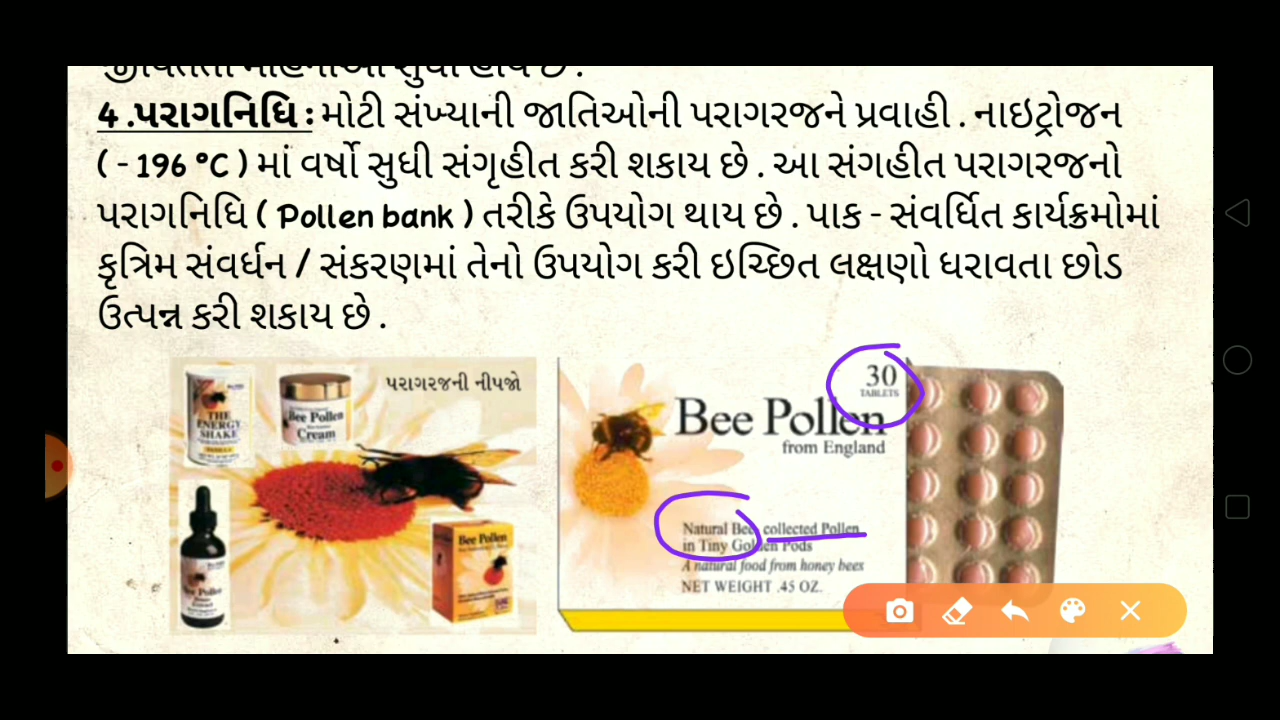 4 .પરાગનિધિ : મોટી સંખ્યાની જાતિઓની પરાગરજને પ્રવાહી . નાઇટ્રોજન
( - 196 °C ) માં વર્ષો સુધી સંગૃહીત કરી શકાય છે . આ સંગહીત પરાગરજનો
પરાગનિધિ ( Pollen bank ) તરીકે ઉપયોગ થાય છે . પાક - સંવર્ધિત કાર્યક્રમોમાં
કૃત્રિમ સંવર્ધન / સંકરણમાં તેનો ઉપયોગ કરી ઇચ્છિત લક્ષણો ધરાવતા છોડ
ઉત્પન્ન કરી શકાય છે .
પરાગરજની નીપજો
THE
ENERGY
SHAKE
Bee Pollen
Cream
Bee Pollen
Bee Pollen
30
TABLETS
Bee Pollen
from England
Natural Bee collected Pollen
in Tiny Golden Pods
A natural food from honey bees
NET WEIGHT .45 OZ.